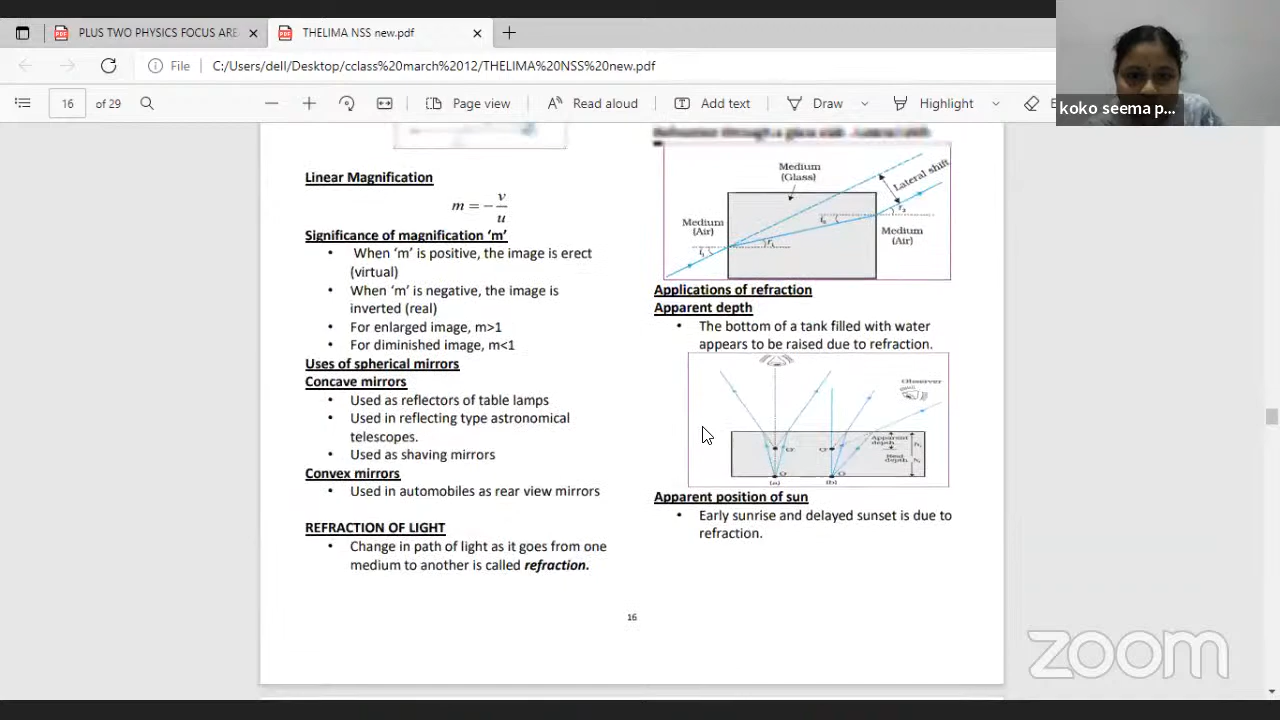 PLUS TWO PHYSICS FOCUS ARE
THELIMA NSS new.pdf
File
C:/Users/dell/Desktop/cclass%20march%2012/THELIMA%20NSS%20new.pdf
16
of 29
Page view
Read aloud
Add text
Draw
Highlight
koko seema p...
Linear Magnification
m = - v/u
Significance of magnification ‘m’
• When ‘m’ is positive, the image is erect
(virtual)
• When ‘m’ is negative, the image is
inverted (real)
• For enlarged image, m>1
• For diminished image, m<1
Uses of spherical mirrors
Concave mirrors
• Used as reflectors of table lamps
• Used in reflecting type astronomical
telescopes.
• Used as shaving mirrors
Convex mirrors
• Used in automobiles as rear view mirrors
REFRACTION OF LIGHT
• Change in path of light as it goes from one
medium to another is called refraction.
Medium
(Glass)
Lateral shift
Medium
(Air)
Medium
(Air)
Applications of refraction
Apparent depth
• The bottom of a tank filled with water
appears to be raised due to refraction.
Observer
Apparent
depth
Real
depth
(a)
(b)
Apparent position of sun
• Early sunrise and delayed sunset is due to
refraction.
16
zoom